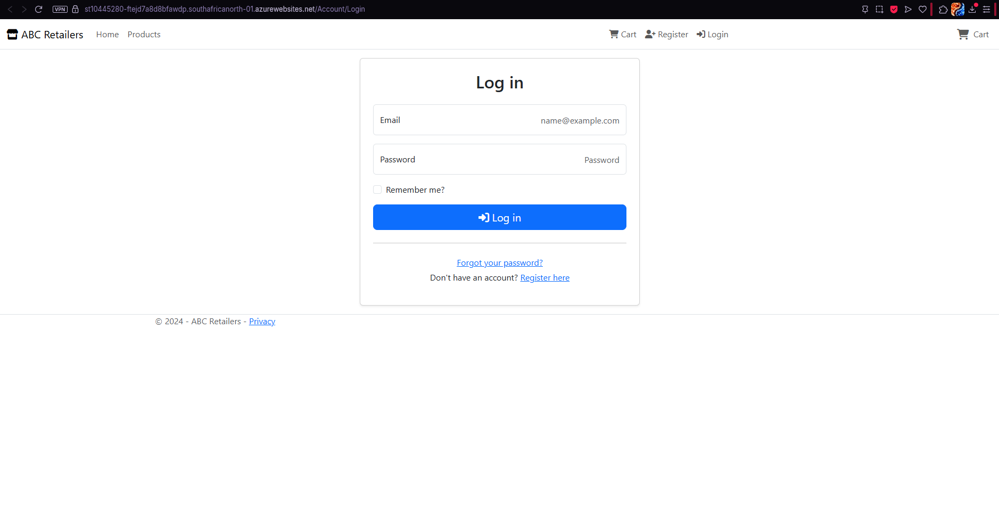 VPN st10445280-ftejd7a8d8bfawdp.southafricanorth-01.azurewebsites.net/Account/Login
ABC Retailers Home Products Cart Register Login Cart
Log in
Email name@example.com
Password Password
Remember me?
Log in
Forgot your password?
Don't have an account? Register here
© 2024 - ABC Retailers - Privacy